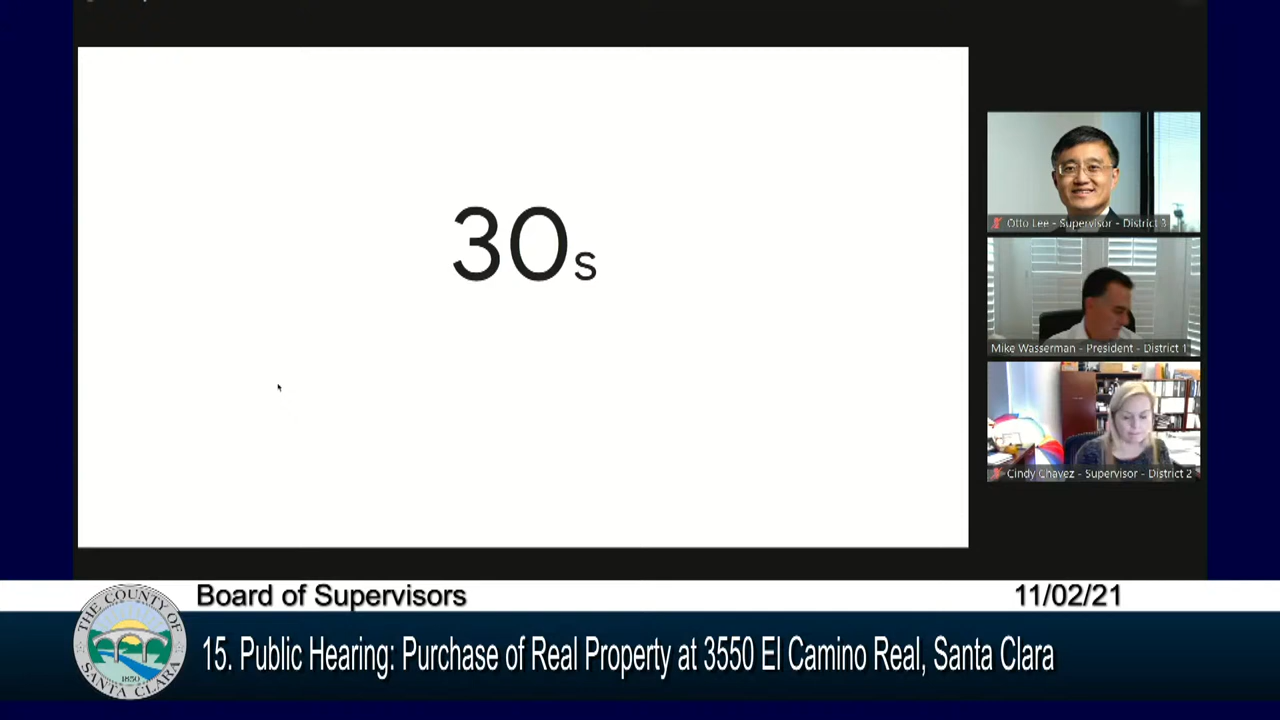 30s
Otto Lee - Supervisor - District 3
Mike Wasserman - President - District 1
Cindy Chavez - Supervisor - District 2
THE COUNTY OF
SANTA CLARA
1850
Board of Supervisors
11/02/21
15. Public Hearing: Purchase of Real Property at 3550 El Camino Real, Santa Clara